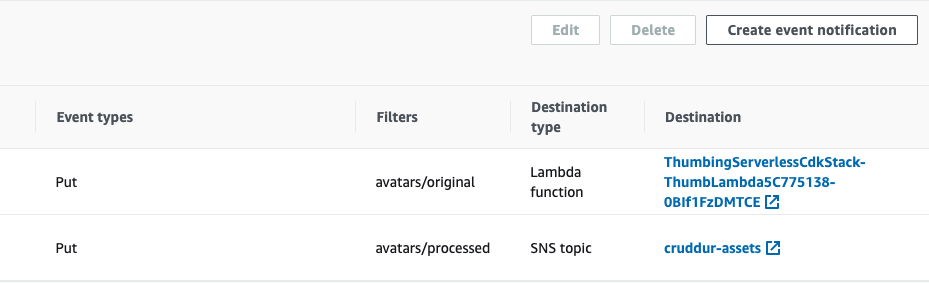 Edit Delete Create event notification
Event types Filters Destination type Destination
Put avatars/original Lambda function ThumbingServerlessCdkStack-
ThumbLambda5C775138-
0BIf1FzDMTCE
Put avatars/processed SNS topic cruddur-assets